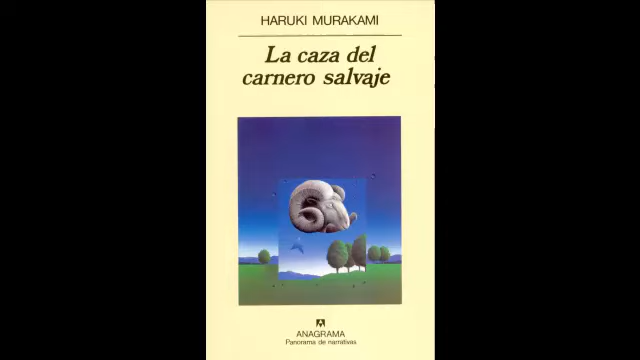 HARUKI MURAKAMI
La caza del
carnero salvaje
ANAGRAMA
Panorama de narrativas